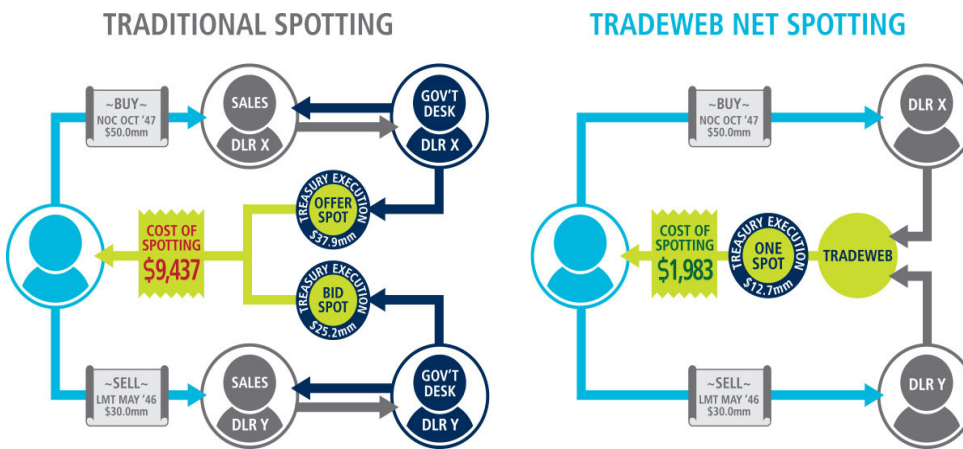 TRADITIONAL SPOTTING
~BUY~
NOC OCT '47
$50.0mm
SALES
DLR X
GOV'T
DESK
DLR X
TREASURY EXECUTION
OFFER
SPOT
$37.9mm
COST OF
SPOTTING
$9,437
TREASURY EXECUTION
BID
SPOT
$25.2mm
~SELL~
LMT MAY '46
$30.0mm
SALES
DLR Y
GOV'T
DESK
DLR Y
TRADEWEB NET SPOTTING
~BUY~
NOC OCT '47
$50.0mm
DLR X
COST OF
SPOTTING
$1,983
TREASURY EXECUTION
ONE
SPOT
$12.7mm
TRADEWEB
~SELL~
LMT MAY '46
$30.0mm
DLR Y